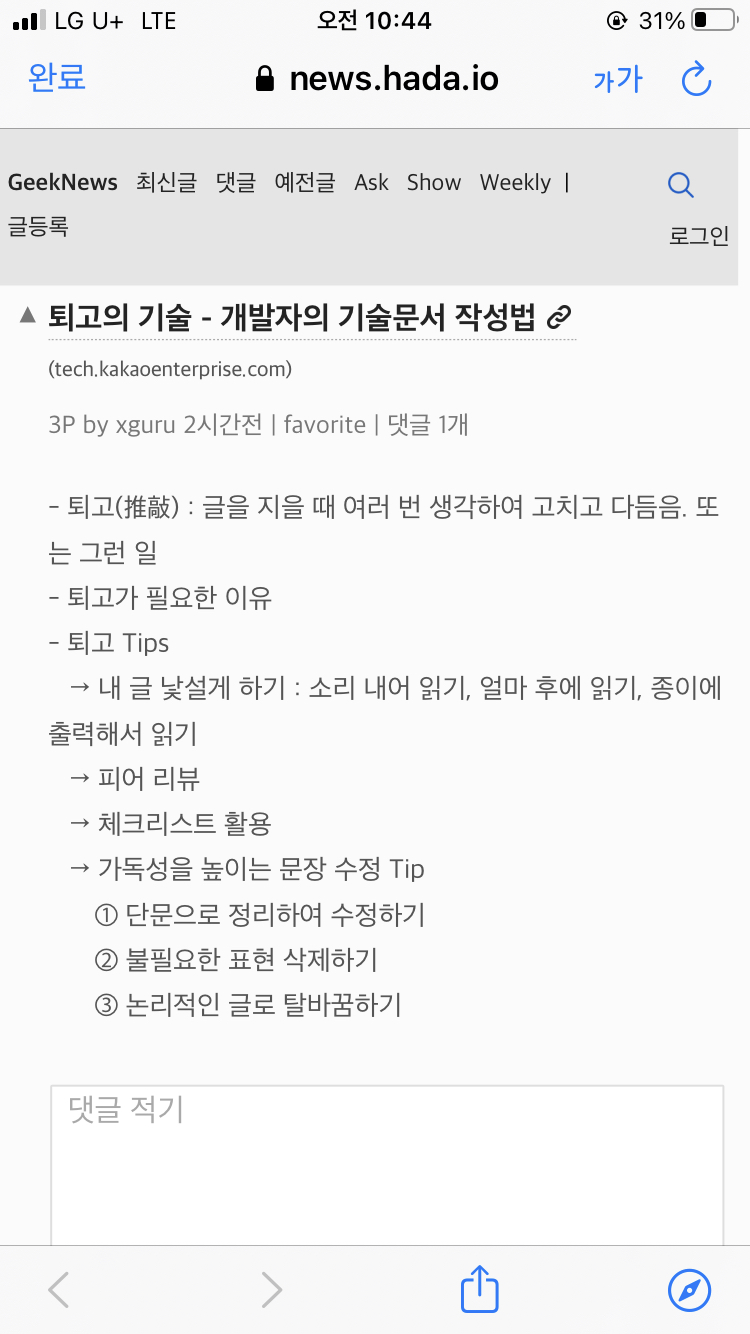 LG U+ LTE 오전 10:44 31%
완료 news.hada.io 가가
GeekNews 최신글 댓글 예전글 Ask Show Weekly |
글등록
로그인
▲ 퇴고의 기술 - 개발자의 기술문서 작성법
(tech.kakaoenterprise.com)
3P by xguru 2시간전 | favorite | 댓글 1개
- 퇴고(推敲) : 글을 지을 때 여러 번 생각하여 고치고 다듬음. 또
는 그런 일
- 퇴고가 필요한 이유
- 퇴고 Tips
→ 내 글 낯설게 하기 : 소리 내어 읽기, 얼마 후에 읽기, 종이에
출력해서 읽기
→ 피어 리뷰
→ 체크리스트 활용
→ 가독성을 높이는 문장 수정 Tip
① 단문으로 정리하여 수정하기
② 불필요한 표현 삭제하기
③ 논리적인 글로 탈바꿈하기
댓글 적기